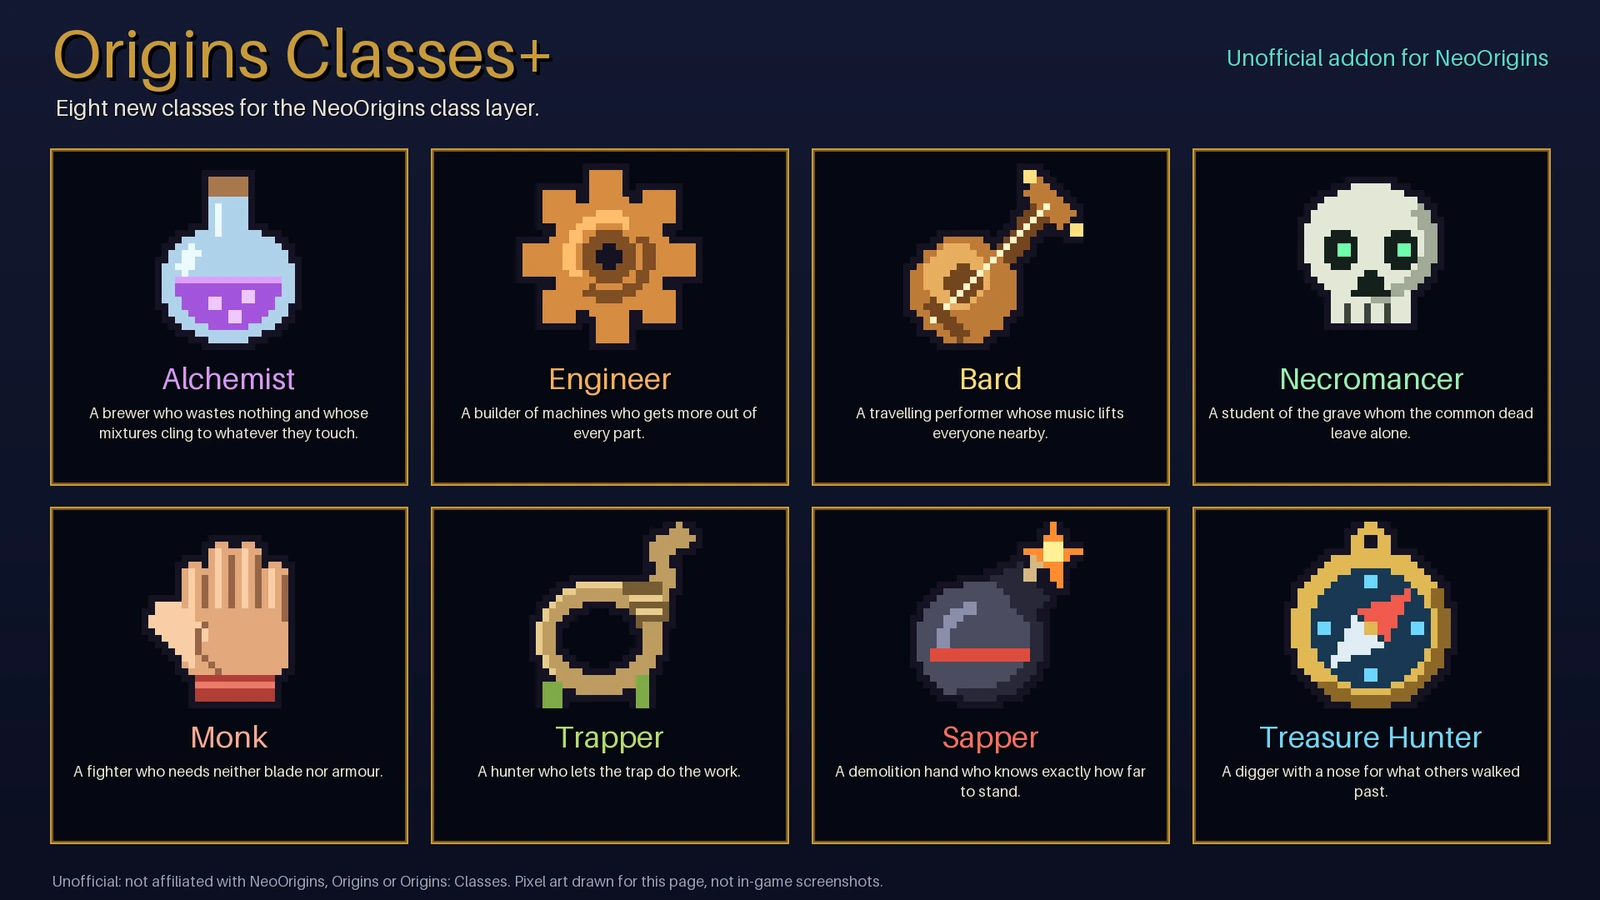 Origins Classes+
Unofficial addon for NeoOrigins
Eight new classes for the NeoOrigins class layer.
Alchemist
A brewer who wastes nothing and whose
mixtures cling to whatever they touch.
Engineer
A builder of machines who gets more out of
every part.
Bard
A travelling performer whose music lifts
everyone nearby.
Necromancer
A student of the grave whom the common dead
leave alone.
Monk
A fighter who needs neither blade nor armour.
Trapper
A hunter who lets the trap do the work.
Sapper
A demolition hand who knows exactly how far
to stand.
Treasure Hunter
A digger with a nose for what others walked
past.
Unofficial: not affiliated with NeoOrigins, Origins or Origins: Classes. Pixel art drawn for this page, not in-game screenshots.